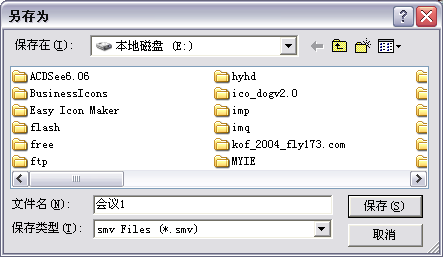 另存为
保存在(I): 本地磁盘 (E:)
ACDSee6.06 hyhd
BusinessIcons ico_dogv2.0
Easy Icon Maker imp
flash imq
free kof_2004_fly173.com
ftp MYIE
文件名(N): 会议1 保存(S)
保存类型(T): smv Files (*.smv) 取消